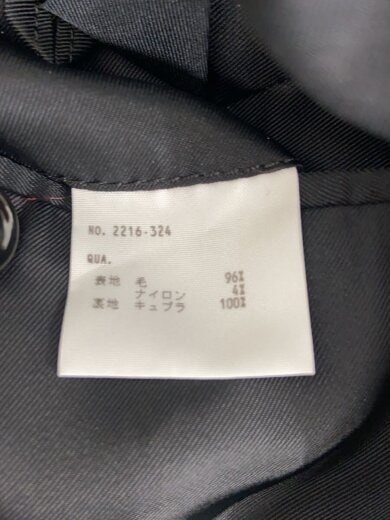 NO. 2216-324
QUA.
表地 毛 96%
ナイロン 4%
裏地 キュプラ 100%